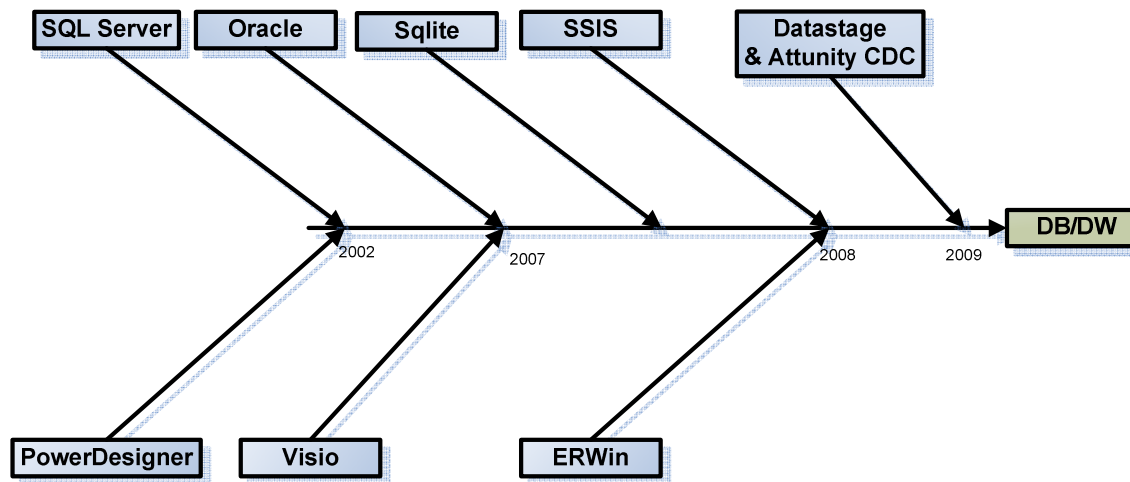 SQL Server
Oracle
Sqlite
SSIS
Datastage
& Attunity CDC
DB/DW
2002
2007
2008
2009
PowerDesigner
Visio
ERWin